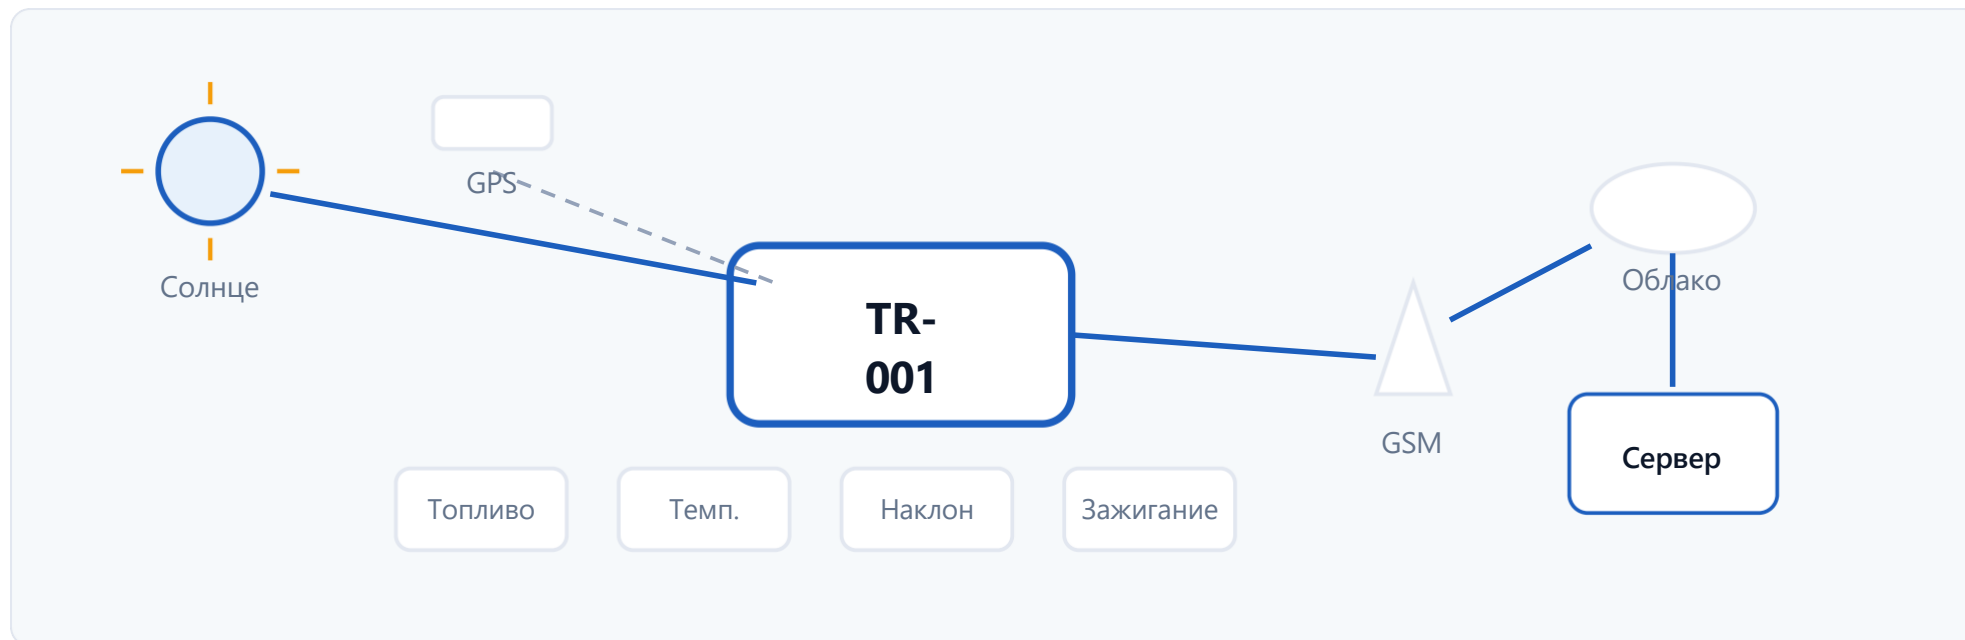 GPS
Солнце
Облако
TR-
001
GSM
Сервер
Топливо
Темп.
Наклон
Зажигание